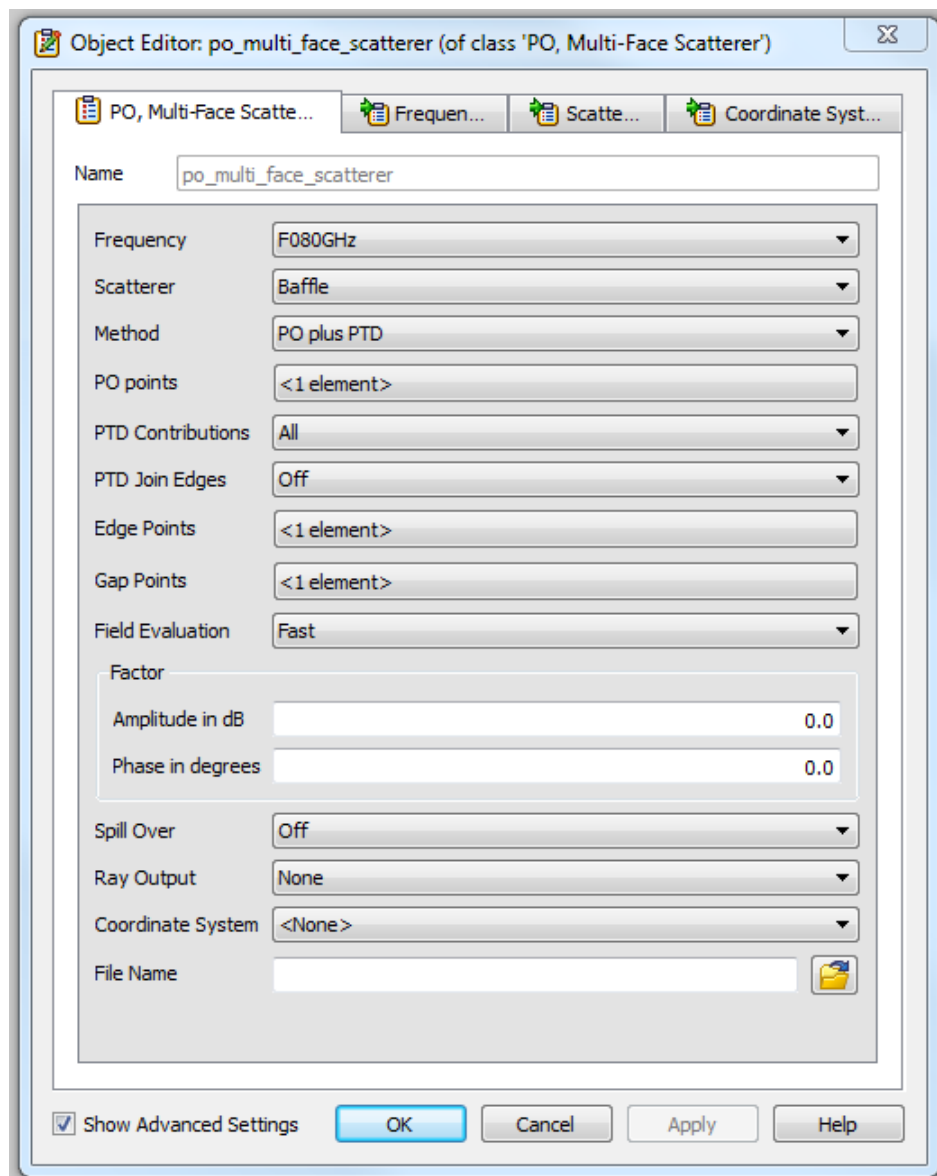 Object Editor: po_multi_face_scatterer (of class 'PO, Multi-Face Scatterer')
PO, Multi-Face Scatte... Frequen... Scatte... Coordinate Syst...
Name po_multi_face_scatterer
Frequency F080GHz
Scatterer Baffle
Method PO plus PTD
PO points <1 element>
PTD Contributions All
PTD Join Edges Off
Edge Points <1 element>
Gap Points <1 element>
Field Evaluation Fast
Factor
Amplitude in dB 0.0
Phase in degrees 0.0
Spill Over Off
Ray Output None
Coordinate System <None>
File Name
Show Advanced Settings OK Cancel Apply Help